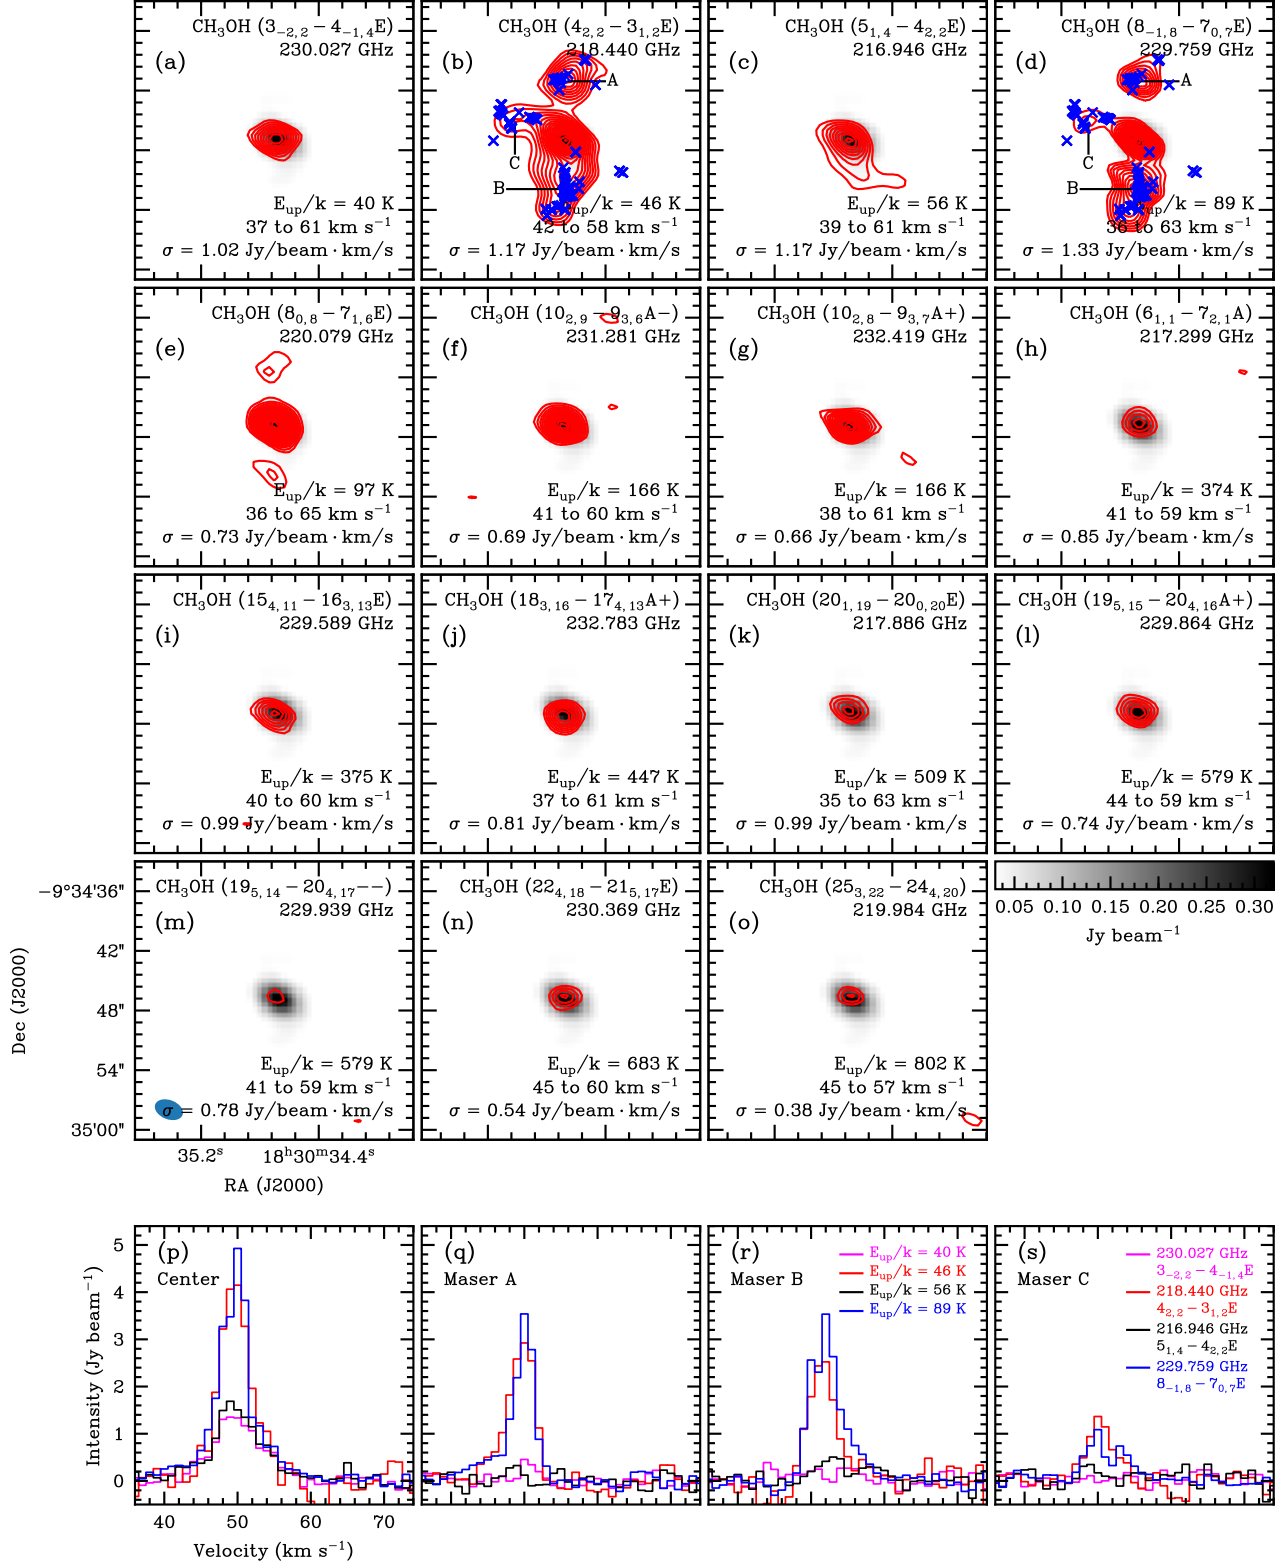 CH₃OH (3₋₂,₂ − 4₋₁,₄E)
230.027 GHz
(a)
E_up/k = 40 K
37 to 61 km s⁻¹
σ = 1.02 Jy/beam · km/s
CH₃OH (4₂,₂ − 3₁,₂E)
218.440 GHz
(b)
A
C
B
E_up/k = 46 K
42 to 58 km s⁻¹
σ = 1.17 Jy/beam · km/s
CH₃OH (5₁,₄ − 4₂,₂E)
216.946 GHz
(c)
E_up/k = 56 K
39 to 61 km s⁻¹
σ = 1.17 Jy/beam · km/s
CH₃OH (8₋₁,₈ − 7₀,₇E)
229.759 GHz
(d)
A
C
B
E_up/k = 89 K
36 to 63 km s⁻¹
σ = 1.33 Jy/beam · km/s
CH₃OH (8₀,₈ − 7₁,₆E)
220.079 GHz
(e)
E_up/k = 97 K
36 to 65 km s⁻¹
σ = 0.73 Jy/beam · km/s
CH₃OH (10₂,₉ − 9₃,₆A−)
231.281 GHz
(f)
E_up/k = 166 K
41 to 60 km s⁻¹
σ = 0.69 Jy/beam · km/s
CH₃OH (10₂,₈ − 9₃,₇A+)
232.419 GHz
(g)
E_up/k = 166 K
38 to 61 km s⁻¹
σ = 0.66 Jy/beam · km/s
CH₃OH (6₁,₁ − 7₂,₁A)
217.299 GHz
(h)
E_up/k = 374 K
41 to 59 km s⁻¹
σ = 0.85 Jy/beam · km/s
CH₃OH (15₄,₁₁ − 16₃,₁₃E)
229.589 GHz
(i)
E_up/k = 375 K
40 to 60 km s⁻¹
σ = 0.99 Jy/beam · km/s
CH₃OH (18₃,₁₆ − 17₄,₁₃A+)
232.783 GHz
(j)
E_up/k = 447 K
37 to 61 km s⁻¹
σ = 0.81 Jy/beam · km/s
CH₃OH (20₁,₁₉ − 20₀,₂₀E)
217.886 GHz
(k)
E_up/k = 509 K
35 to 63 km s⁻¹
σ = 0.99 Jy/beam · km/s
CH₃OH (19₅,₁₅ − 20₄,₁₆A+)
229.864 GHz
(l)
E_up/k = 579 K
44 to 59 km s⁻¹
σ = 0.74 Jy/beam · km/s
CH₃OH (19₅,₁₄ − 20₄,₁₇−−)
229.939 GHz
(m)
E_up/k = 579 K
41 to 59 km s⁻¹
σ = 0.78 Jy/beam · km/s
−9°34'36"
42"
48"
54"
35'00"
Dec (J2000)
35.2ˢ 18ʰ30ᵐ34.4ˢ
RA (J2000)
CH₃OH (22₄,₁₈ − 21₅,₁₇E)
230.369 GHz
(n)
E_up/k = 683 K
45 to 60 km s⁻¹
σ = 0.54 Jy/beam · km/s
CH₃OH (25₃,₂₂ − 24₄,₂₀)
219.984 GHz
(o)
E_up/k = 802 K
45 to 57 km s⁻¹
σ = 0.38 Jy/beam · km/s
0.05 0.10 0.15 0.20 0.25 0.30
Jy beam⁻¹
(p)
Center
5
4
3
2
1
0
Intensity (Jy beam⁻¹)
40 50 60 70
Velocity (km s⁻¹)
(q)
Maser A
(r)
Maser B
E_up/k = 40 K
E_up/k = 46 K
E_up/k = 56 K
E_up/k = 89 K
(s)
Maser C
230.027 GHz
3₋₂,₂ − 4₋₁,₄E
218.440 GHz
4₂,₂ − 3₁,₂E
216.946 GHz
5₁,₄ − 4₂,₂E
229.759 GHz
8₋₁,₈ − 7₀,₇E